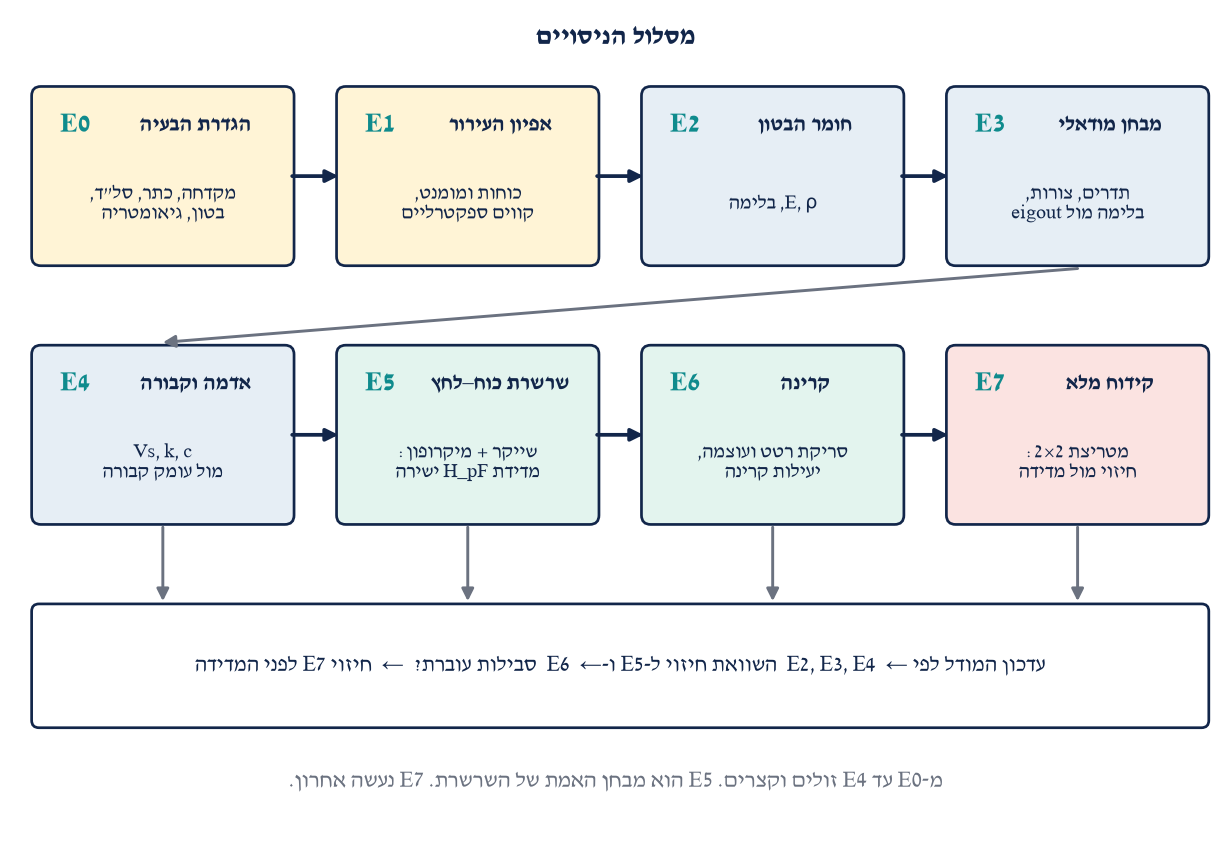 מסלול הניסויים
E0 הגדרת הבעיה
מקדחה, כתר, סל״ד,
בטון, גיאומטריה
E1 אפיון העירור
כוחות ומומנט,
קווים ספקטרליים
E2 חומר הבטון
E, ρ, בלימה
E3 מבחן מודאלי
תדרים, צורות,
בלימה מול eigout
E4 אדמה וקבורה
Vs, k, c
מול עומק קבורה
E5 שרשרת כוח–לחץ
שייקר + מיקרופון:
מדידת H_pF ישירה
E6 קרינה
סריקת רטט ועוצמה,
יעילות קרינה
E7 קידוח מלא
מטריצת 2×2:
חיזוי מול מדידה
עדכון המודל לפי E2, E3, E4 ← השוואת חיזוי ל-E5 ו-E6 ← סבילות עוברת? ← חיזוי E7 לפני המדידה
מ-E0 עד E4 זולים וקצרים. E5 הוא מבחן האמת של השרשרת. E7 נעשה אחרון.